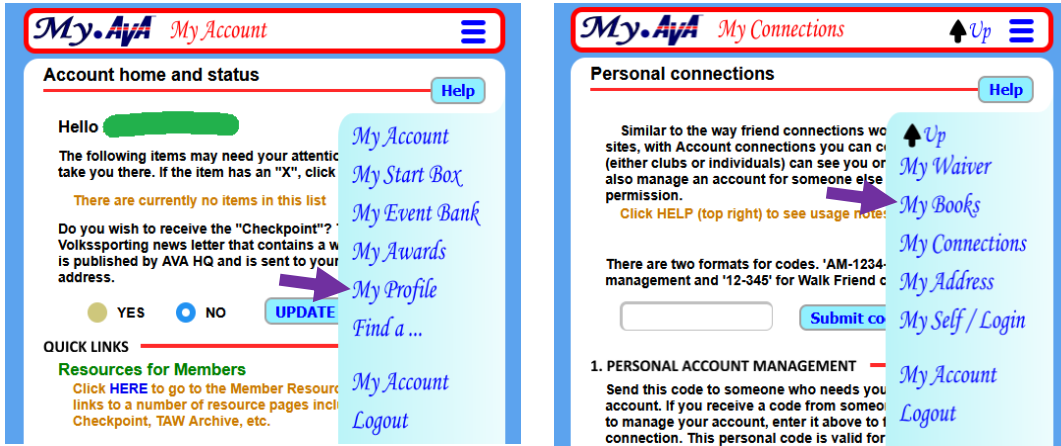 My.AVA My Account
Account home and status
Help
Hello
The following items may need your attentic
take you there. If the item has an "X", click
There are currently no items in this list
Do you wish to receive the "Checkpoint"?
Volkssporting news letter that contains a w
is published by AVA HQ and is sent to your
address.
YES NO UPDATE
QUICK LINKS
Resources for Members
Click HERE to go to the Member Resourc
links to a number of resource pages incl
Checkpoint, TAW Archive, etc.
My Account
My Start Box
My Event Bank
My Awards
My Profile
Find a ...
My Account
Logout
My.AVA My Connections Up
Personal connections
Help
Similar to the way friend connections wo
sites, with Account connections you can c
(either clubs or individuals) can see you or
also manage an account for someone else
permission.
Click HELP (top right) to see usage notes
There are two formats for codes. 'AM-1234-
management and '12-345' for Walk Friend c
Submit co
1. PERSONAL ACCOUNT MANAGEMENT
Send this code to someone who needs you
account. If you receive a code from someo
to manage your account, enter it above to f
connection. This personal code is valid for
Up
My Waiver
My Books
My Connections
My Address
My Self / Login
My Account
Logout